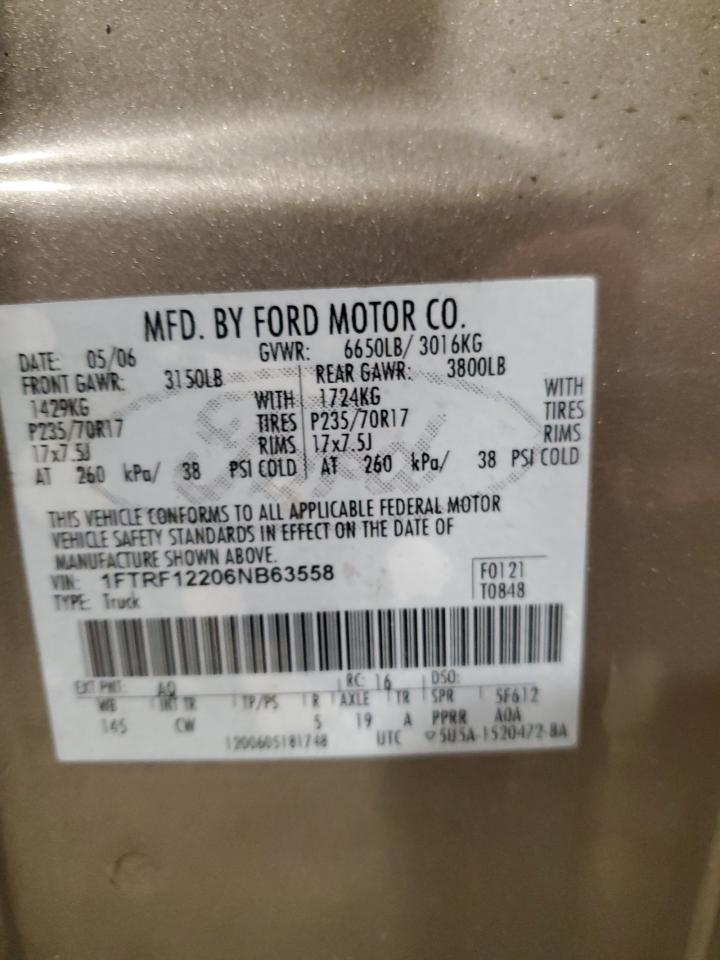 MFD. BY FORD MOTOR CO.
DATE: 05/06 GVWR: 6650LB/ 3016KG
FRONT GAWR: 3150LB REAR GAWR: 3800LB
1429KG WITH 1724KG WITH
P235/70R17 TIRES P235/70R17 TIRES
17x7.5J RIMS 17x7.5J RIMS
AT 260 kPa/ 38 PSI COLD AT 260 kPa/ 38 PSI COLD
THIS VEHICLE CONFORMS TO ALL APPLICABLE FEDERAL MOTOR
VEHICLE SAFETY STANDARDS IN EFFECT ON THE DATE OF
MANUFACTURE SHOWN ABOVE.
VIN: 1FTRF12206NB63558 F0121
TYPE: Truck T0848
EXT PNT: AQ RC: 16 DSO:
WB INT TR TP/PS R AXLE TR SPR 5F612
145 CW 5 19 A PPRR A0A
1200605181748 UTC 5U5A-1520472-BA